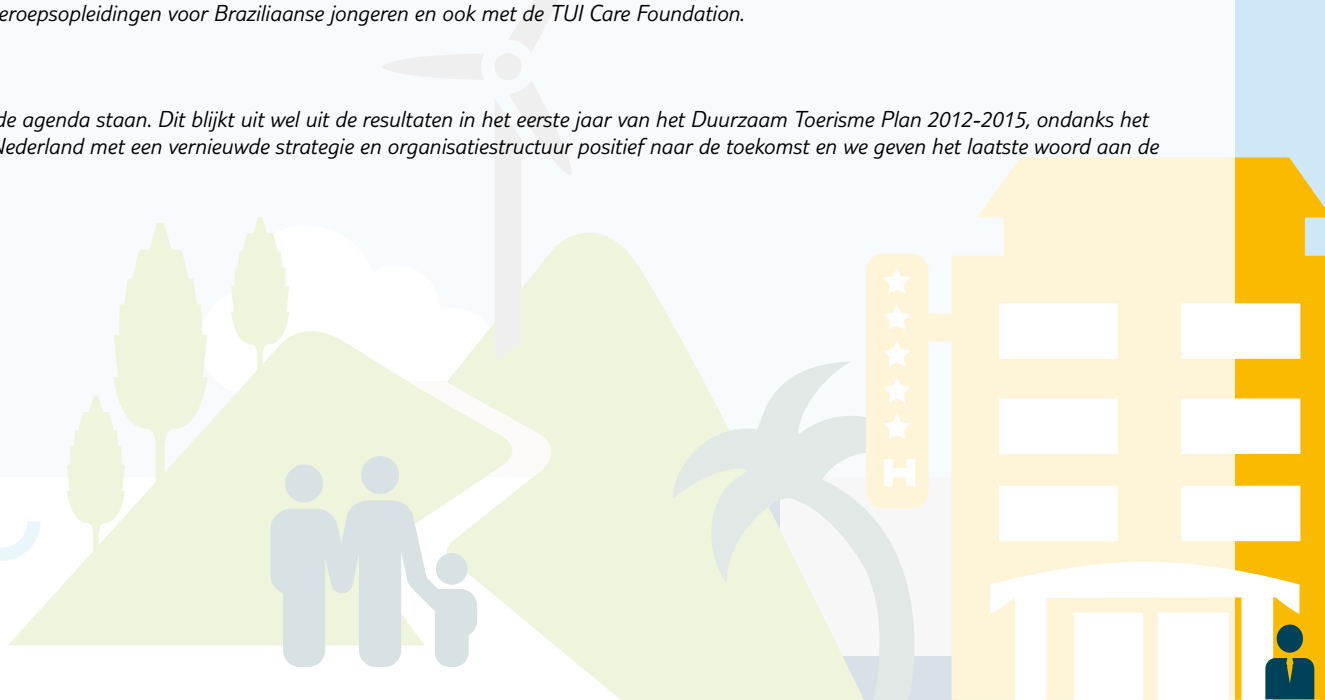 eroepsopleidingen voor Braziliaanse jongeren en ook met de TUI Care Foundation.
de agenda staan. Dit blijkt uit wel uit de resultaten in het eerste jaar van het Duurzaam Toerisme Plan 2012-2015, ondanks het
Nederland met een vernieuwde strategie en organisatiestructuur positief naar de toekomst en we geven het laatste woord aan de
H